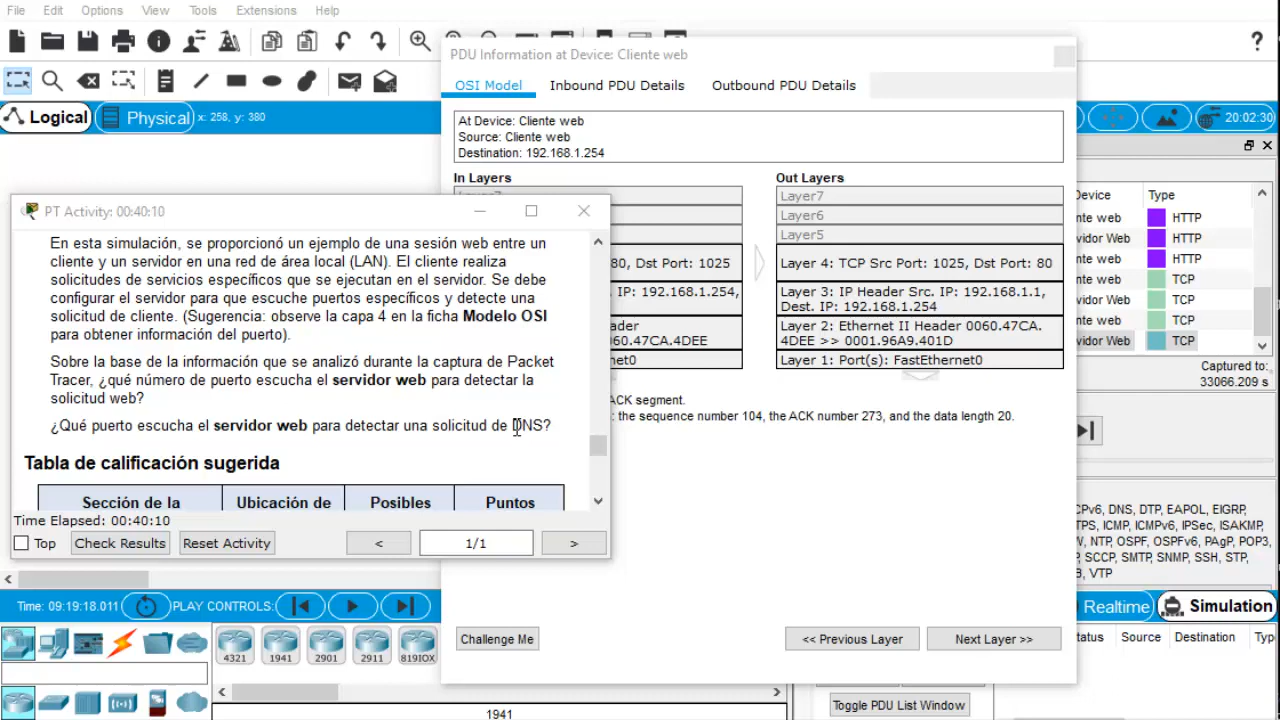 File Edit Options View Tools Extensions Help
?
PDU Information at Device: Cliente web
OSI Model Inbound PDU Details Outbound PDU Details
Logical Physical x: 258, y: 380
20:02:30
At Device: Cliente web
Source: Cliente web
Destination: 192.168.1.254
In Layers
Out Layers
Layer7
Layer7
Layer6
Layer5
80, Dst Port: 1025
Layer 4: TCP Src Port: 1025, Dst Port: 80
. IP: 192.168.1.254,
Layer 3: IP Header Src. IP: 192.168.1.1,
Dest. IP: 192.168.1.254
eader
0060.47CA.4DEE
Layer 2: Ethernet II Header 0060.47CA.
4DEE >> 0001.96A9.401D
net0
Layer 1: Port(s): FastEthernet0
ACK segment.
: the sequence number 104, the ACK number 273, and the data length 20.
Challenge Me
<< Previous Layer
Next Layer >>
PT Activity: 00:40:10
En esta simulación, se proporcionó un ejemplo de una sesión web entre un
cliente y un servidor en una red de área local (LAN). El cliente realiza
solicitudes de servicios específicos que se ejecutan en el servidor. Se debe
configurar el servidor para que escuche puertos específicos y detecte una
solicitud de cliente. (Sugerencia: observe la capa 4 en la ficha Modelo OSI
para obtener información del puerto).
Sobre la base de la información que se analizó durante la captura de Packet
Tracer, ¿qué número de puerto escucha el servidor web para detectar la
solicitud web?
¿Qué puerto escucha el servidor web para detectar una solicitud de DNS?
Tabla de calificación sugerida
Sección de la Ubicación de Posibles Puntos
Time Elapsed: 00:40:10
Top Check Results Reset Activity < 1/1 >
Device Type
nte web HTTP
rvidor Web HTTP
nte web HTTP
nte web TCP
rvidor Web TCP
nte web TCP
rvidor Web TCP
Captured to:
33066.209 s
CPv6, DNS, DTP, EAPOL, EIGRP,
TPS, ICMP, ICMPv6, IPSec, ISAKMP,
W, NTP, OSPF, OSPFv6, PAgP, POP3,
, SCCP, SMTP, SNMP, SSH, STP,
B, VTP
Time: 09:19:18.011 PLAY CONTROLS:
Realtime Simulation
4321 1941 2901 2911 819IOX
1941
tatus Source Destination Typ
Toggle PDU List Window